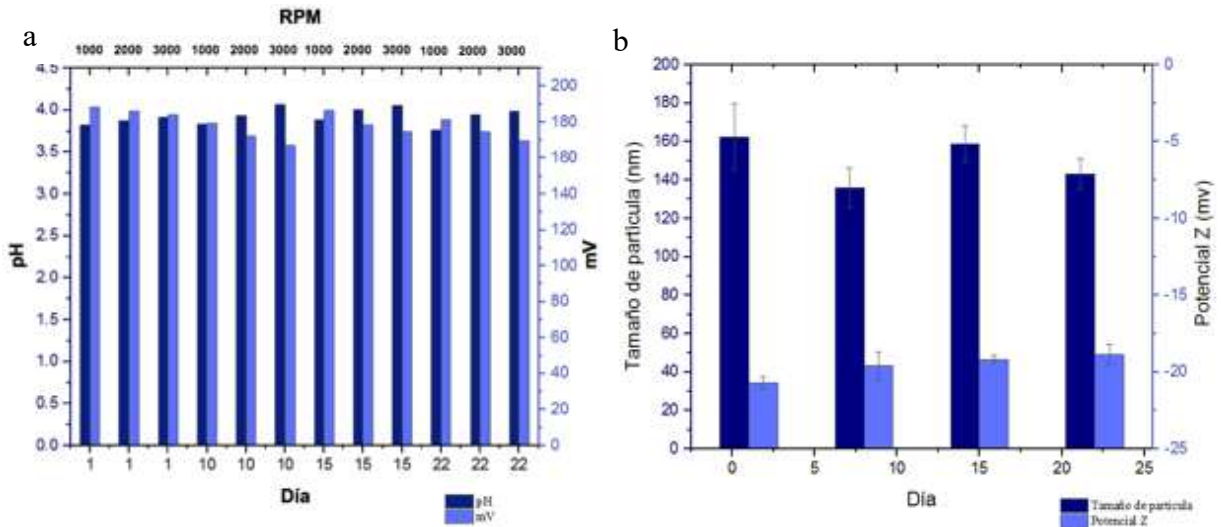 a
RPM
1000 2000 3000 1000 2000 3000 1000 2000 3000 1000 2000 3000
4.5
4.0
3.5
3.0
2.5
2.0
1.5
1.0
0.5
0.0
pH
200
180
160
140
120
100
80
60
40
20
0
mV
1 1 1 10 10 10 15 15 15 22 22 22
Día
pH
mV
b
200
180
160
140
120
100
80
60
40
20
0
Tamaño de particula (nm)
0
-5
-10
-15
-20
-25
Potencial Z (mv)
0 5 10 15 20 25
Día
Tamaño de particula
Potencial Z